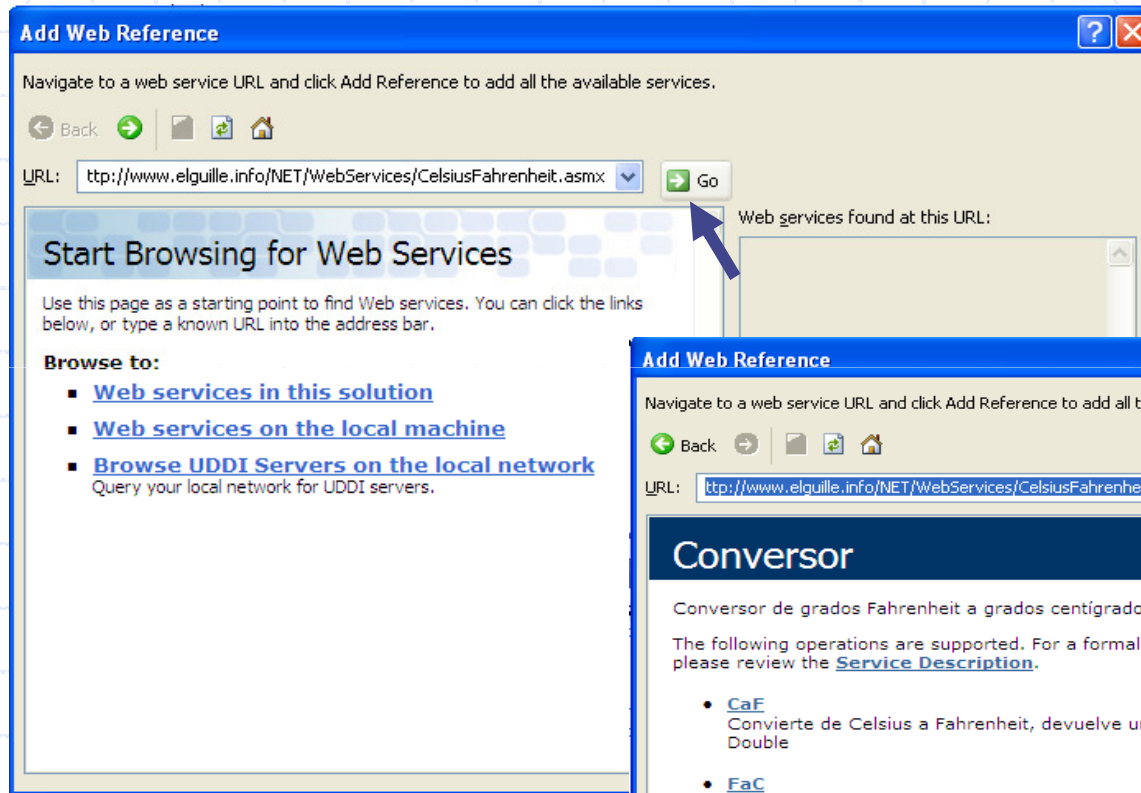 Add Web Reference
Navigate to a web service URL and click Add Reference to add all the available services.
Back
URL: ttp://www.elguille.info/NET/WebServices/CelsiusFahrenheit.asmx Go
Web services found at this URL:
Start Browsing for Web Services
Use this page as a starting point to find Web services. You can click the links
below, or type a known URL into the address bar.
Browse to:
Web services in this solution
Web services on the local machine
Browse UDDI Servers on the local network
Query your local network for UDDI servers.
Add Web Reference
Navigate to a web service URL and click Add Reference to add all t
Back
URL: ttp://www.elguille.info/NET/WebServices/CelsiusFahrenhe
Conversor
Conversor de grados Fahrenheit a grados centígrado
The following operations are supported. For a formal
please review the Service Description.
CaF
Convierte de Celsius a Fahrenheit, devuelve u
Double
FaC